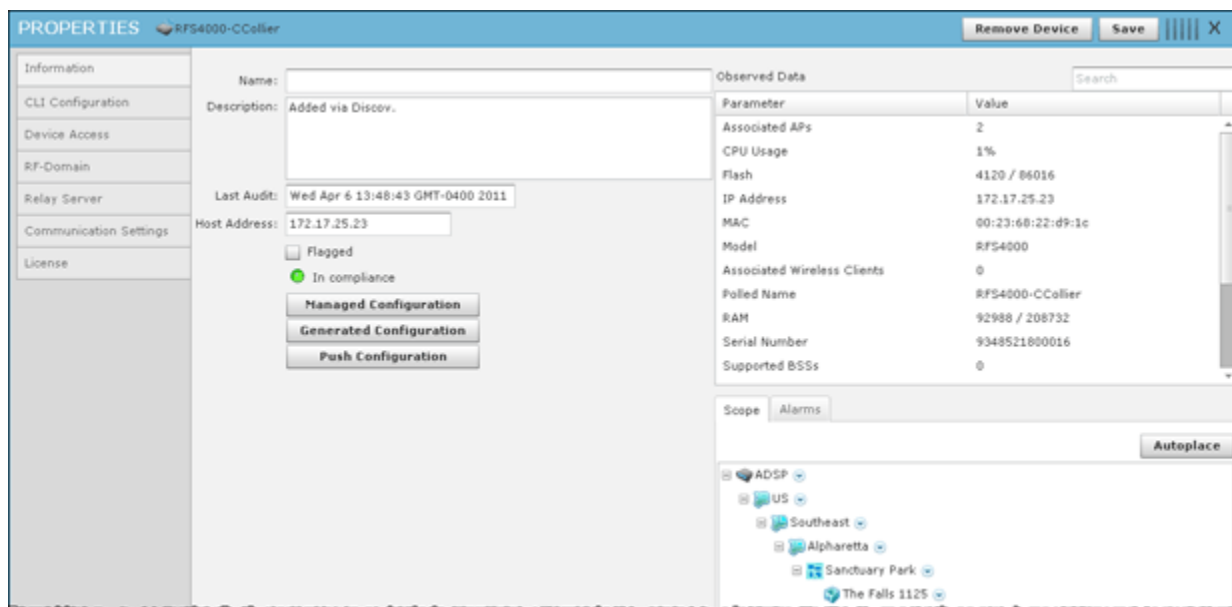 PROPERTIES RFS4000-CCollier Remove Device Save X
Information
CLI Configuration
Device Access
RF-Domain
Relay Server
Communication Settings
License
Name:
Description: Added via Discov..
Last Audit: Wed Apr 6 13:48:43 GMT-0400 2011
Host Address: 172.17.25.23
Flagged
In compliance
Managed Configuration
Generated Configuration
Push Configuration
Observed Data Search
Parameter Value
Associated APs 2
CPU Usage 1%
Flash 4120 / 86016
IP Address 172.17.25.23
MAC 00:23:68:22:d9:1c
Model RFS4000
Associated Wireless Clients 0
Polled Name RFS4000-CCollier
RAM 92988 / 208732
Serial Number 9348521800016
Supported BSSs 0
Scope Alarms
Autoplace
ADSP
US
Southeast
Alpharetta
Sanctuary Park
The Falls 1125